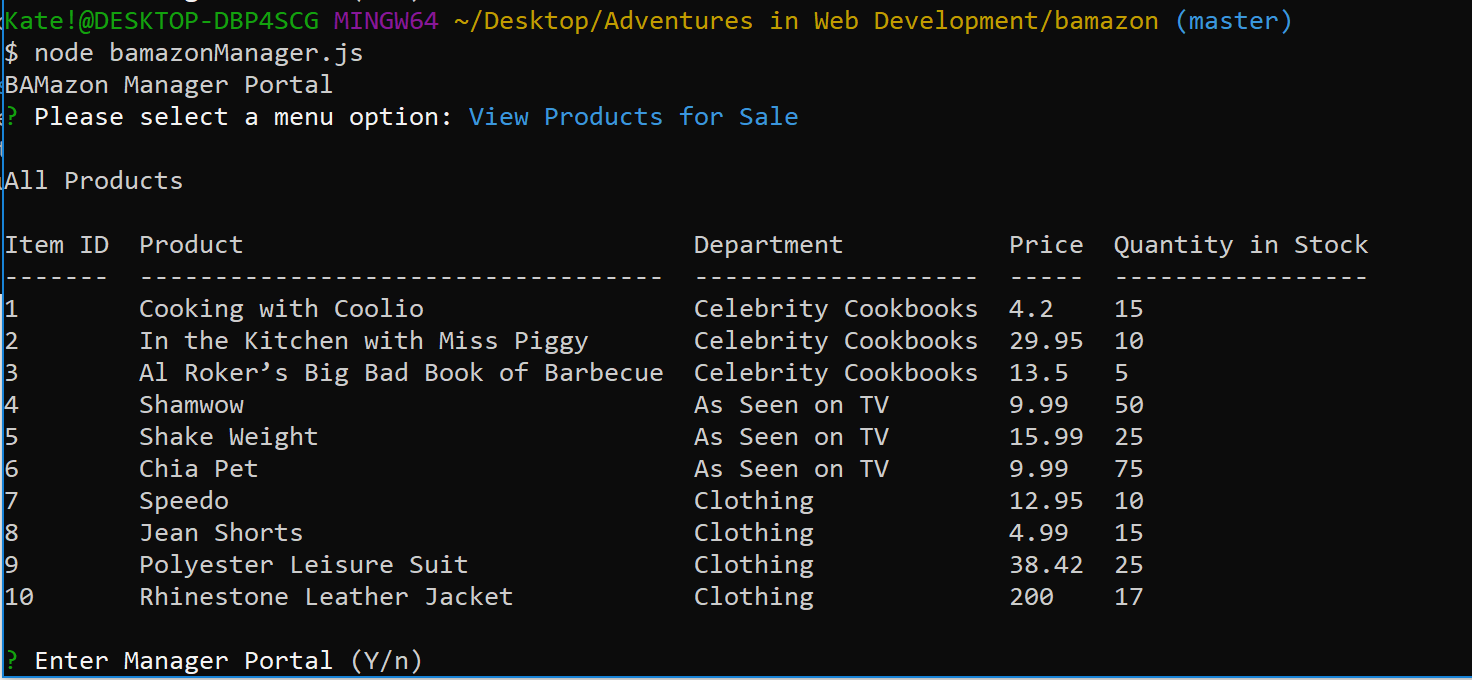 Kate!@DESKTOP-DBP4SCG MINGW64 ~/Desktop/Adventures in Web Development/bamazon (master)
$ node bamazonManager.js
BAMazon Manager Portal
? Please select a menu option: View Products for Sale
All Products
Item ID  Product                              Department           Price  Quantity in Stock
-------  -----------------------------------  -------------------  -----  -----------------
1        Cooking with Coolio                  Celebrity Cookbooks  4.2    15
2        In the Kitchen with Miss Piggy       Celebrity Cookbooks  29.95  10
3        Al Roker’s Big Bad Book of Barbecue  Celebrity Cookbooks  13.5   5
4        Shamwow                              As Seen on TV        9.99   50
5        Shake Weight                         As Seen on TV        15.99  25
6        Chia Pet                             As Seen on TV        9.99   75
7        Speedo                               Clothing             12.95  10
8        Jean Shorts                          Clothing             4.99   15
9        Polyester Leisure Suit               Clothing             38.42  25
10       Rhinestone Leather Jacket            Clothing             200    17
? Enter Manager Portal (Y/n)